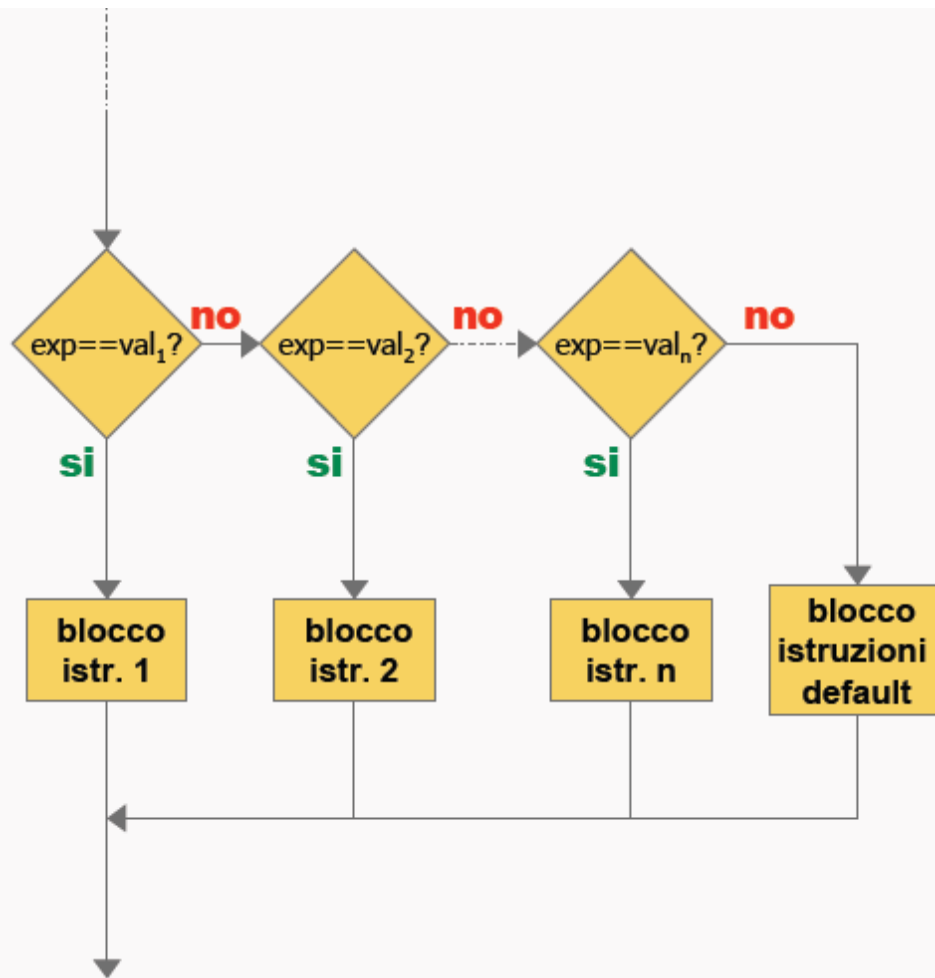 no
no
no
exp==val₁?
exp==val₂?
exp==valₙ?
si
si
si
blocco
istr. 1
blocco
istr. 2
blocco
istr. n
blocco
istruzioni
default